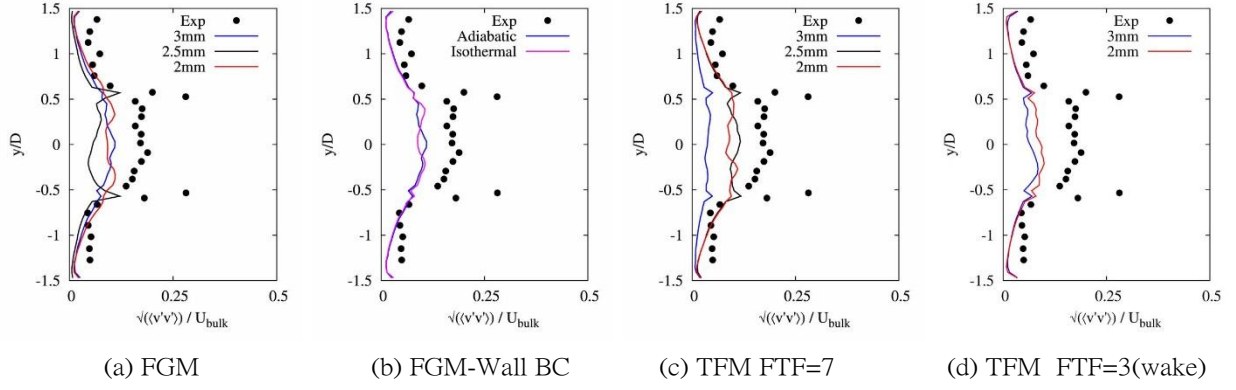 1.5
1
0.5
0
-0.5
-1
-1.5
y/D
Exp
3mm
2.5mm
2mm
0
0.25
0.5
√(⟨v'v'⟩) / U_bulk
(a) FGM
1.5
1
0.5
0
-0.5
-1
-1.5
y/D
Exp
Adiabatic
Isothermal
0
0.25
0.5
√(⟨v'v'⟩) / U_bulk
(b) FGM-Wall BC
1.5
1
0.5
0
-0.5
-1
-1.5
y/D
Exp
3mm
2.5mm
2mm
0
0.25
0.5
√(⟨v'v'⟩) / U_bulk
(c) TFM FTF=7
1.5
1
0.5
0
-0.5
-1
-1.5
y/D
Exp
3mm
2mm
0
0.25
0.5
√(⟨v'v'⟩) / U_bulk
(d) TFM FTF=3(wake)